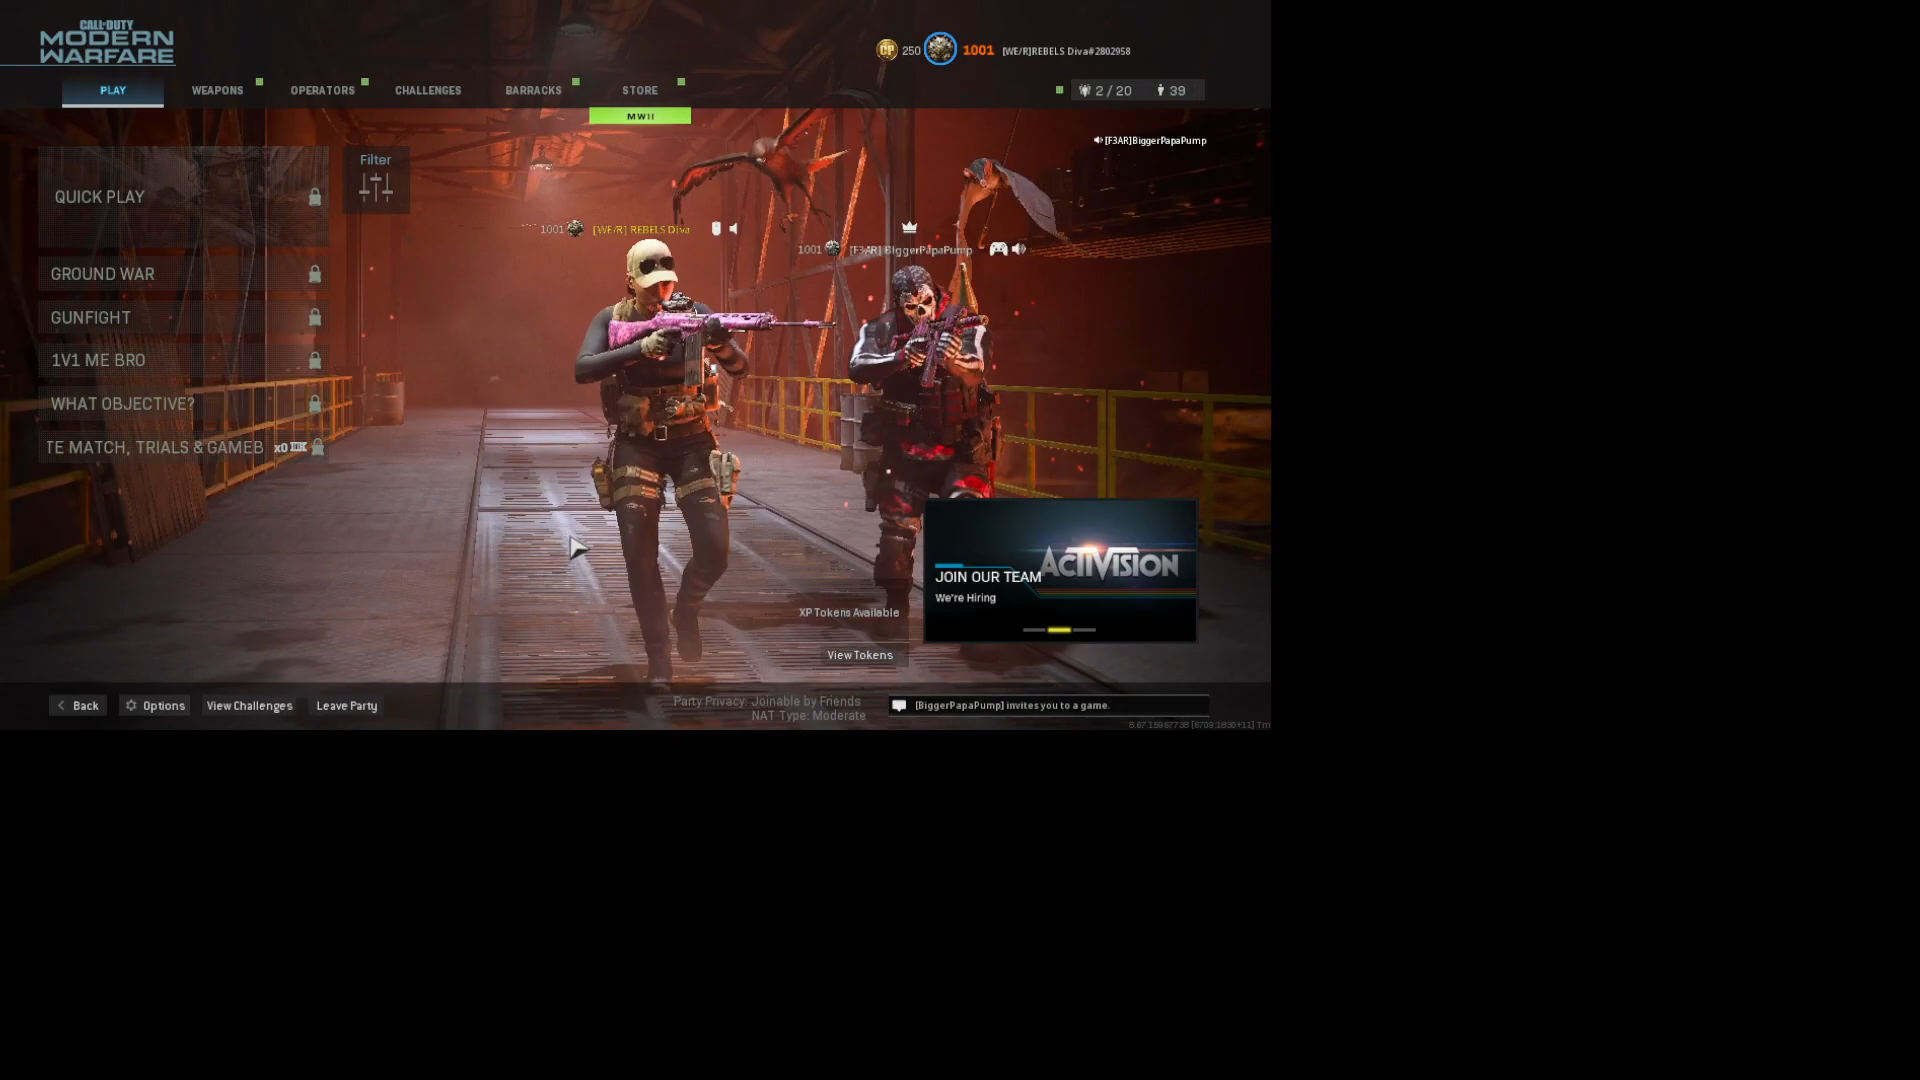 CALL OF DUTY
MODERN
WARFARE
CP 250 1001 [WE/R]REBELS Diva#2802958
PLAY WEAPONS OPERATORS CHALLENGES BARRACKS STORE
2 / 20 39
MWII
[F3AR]BiggerPapaPump
Filter
QUICK PLAY
1001 [WE/R] REBELS Diva
1001 [F3AR] BiggerPapaPump
GROUND WAR
GUNFIGHT
1V1 ME BRO
WHAT OBJECTIVE?
TE MATCH, TRIALS & GAMEB x0
ACTIVISION
JOIN OUR TEAM
We're Hiring
XP Tokens Available
View Tokens
Back Options View Challenges Leave Party
Party Privacy: Joinable by Friends
NAT Type: Moderate
[BiggerPapaPump] invites you to a game.